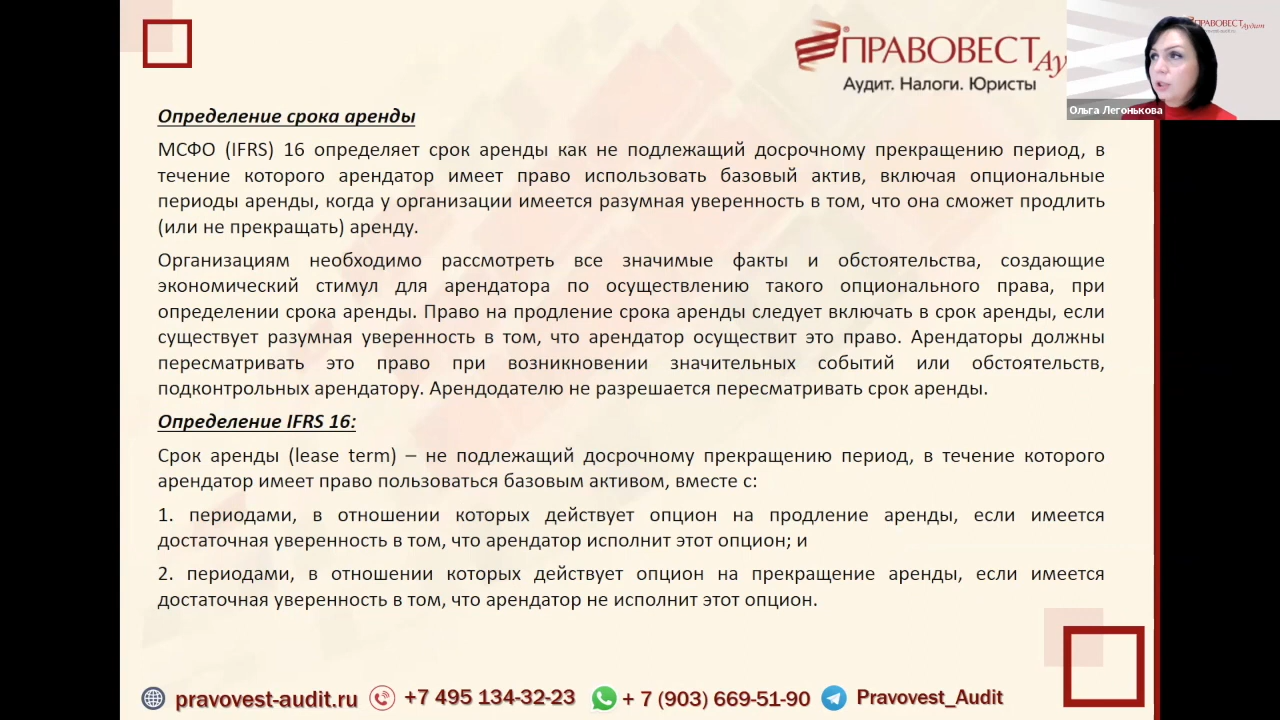 ПРАВОВЕСТ
Аудит. Налоги. Юристы
ПРАВОВЕСТ Аудит
Ольга Легонькова
Определение срока аренды
МСФО (IFRS) 16 определяет срок аренды как не подлежащий досрочному прекращению период, в
течение которого арендатор имеет право использовать базовый актив, включая опциональные
периоды аренды, когда у организации имеется разумная уверенность в том, что она сможет продлить
(или не прекращать) аренду.
Организациям необходимо рассмотреть все значимые факты и обстоятельства, создающие
экономический стимул для арендатора по осуществлению такого опционального права, при
определении срока аренды. Право на продление срока аренды следует включать в срок аренды, если
существует разумная уверенность в том, что арендатор осуществит это право. Арендаторы должны
пересматривать это право при возникновении значительных событий или обстоятельств,
подконтрольных арендатору. Арендодателю не разрешается пересматривать срок аренды.
Определение IFRS 16:
Срок аренды (lease term) – не подлежащий досрочному прекращению период, в течение которого
арендатор имеет право пользоваться базовым активом, вместе с:
1. периодами, в отношении которых действует опцион на продление аренды, если имеется
достаточная уверенность в том, что арендатор исполнит этот опцион; и
2. периодами, в отношении которых действует опцион на прекращение аренды, если имеется
достаточная уверенность в том, что арендатор не исполнит этот опцион.
pravovest-audit.ru +7 495 134-32-23 + 7 (903) 669-51-90 Pravovest_Audit